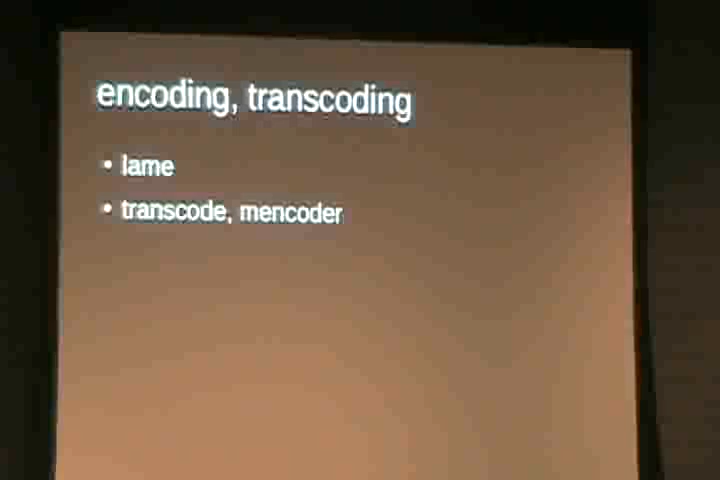 encoding, transcoding
• lame
• transcode, mencoder